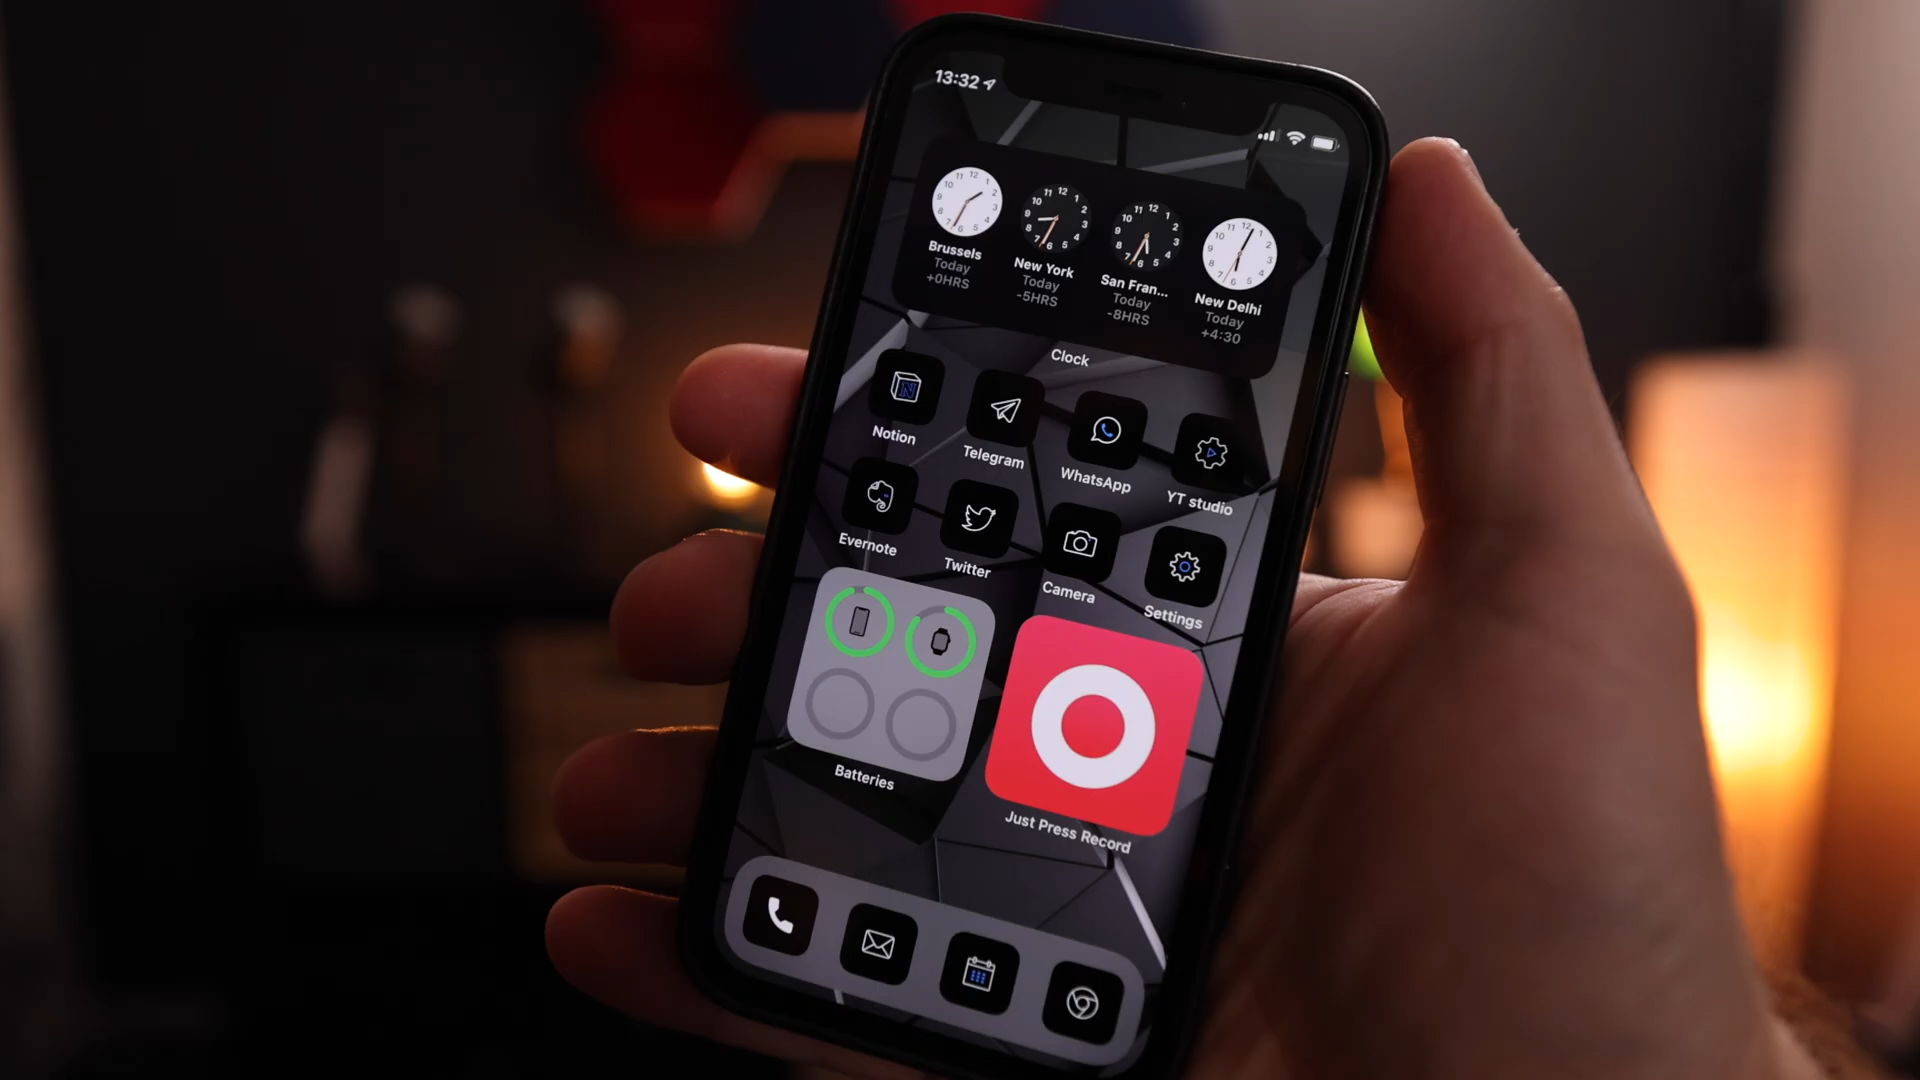 13:32
Brussels
Today
+0HRS
New York
Today
-5HRS
San Fran...
Today
-8HRS
New Delhi
Today
+4:30
Clock
Notion
Telegram
WhatsApp
YT studio
Evernote
Twitter
Camera
Settings
Batteries
Just Press Record